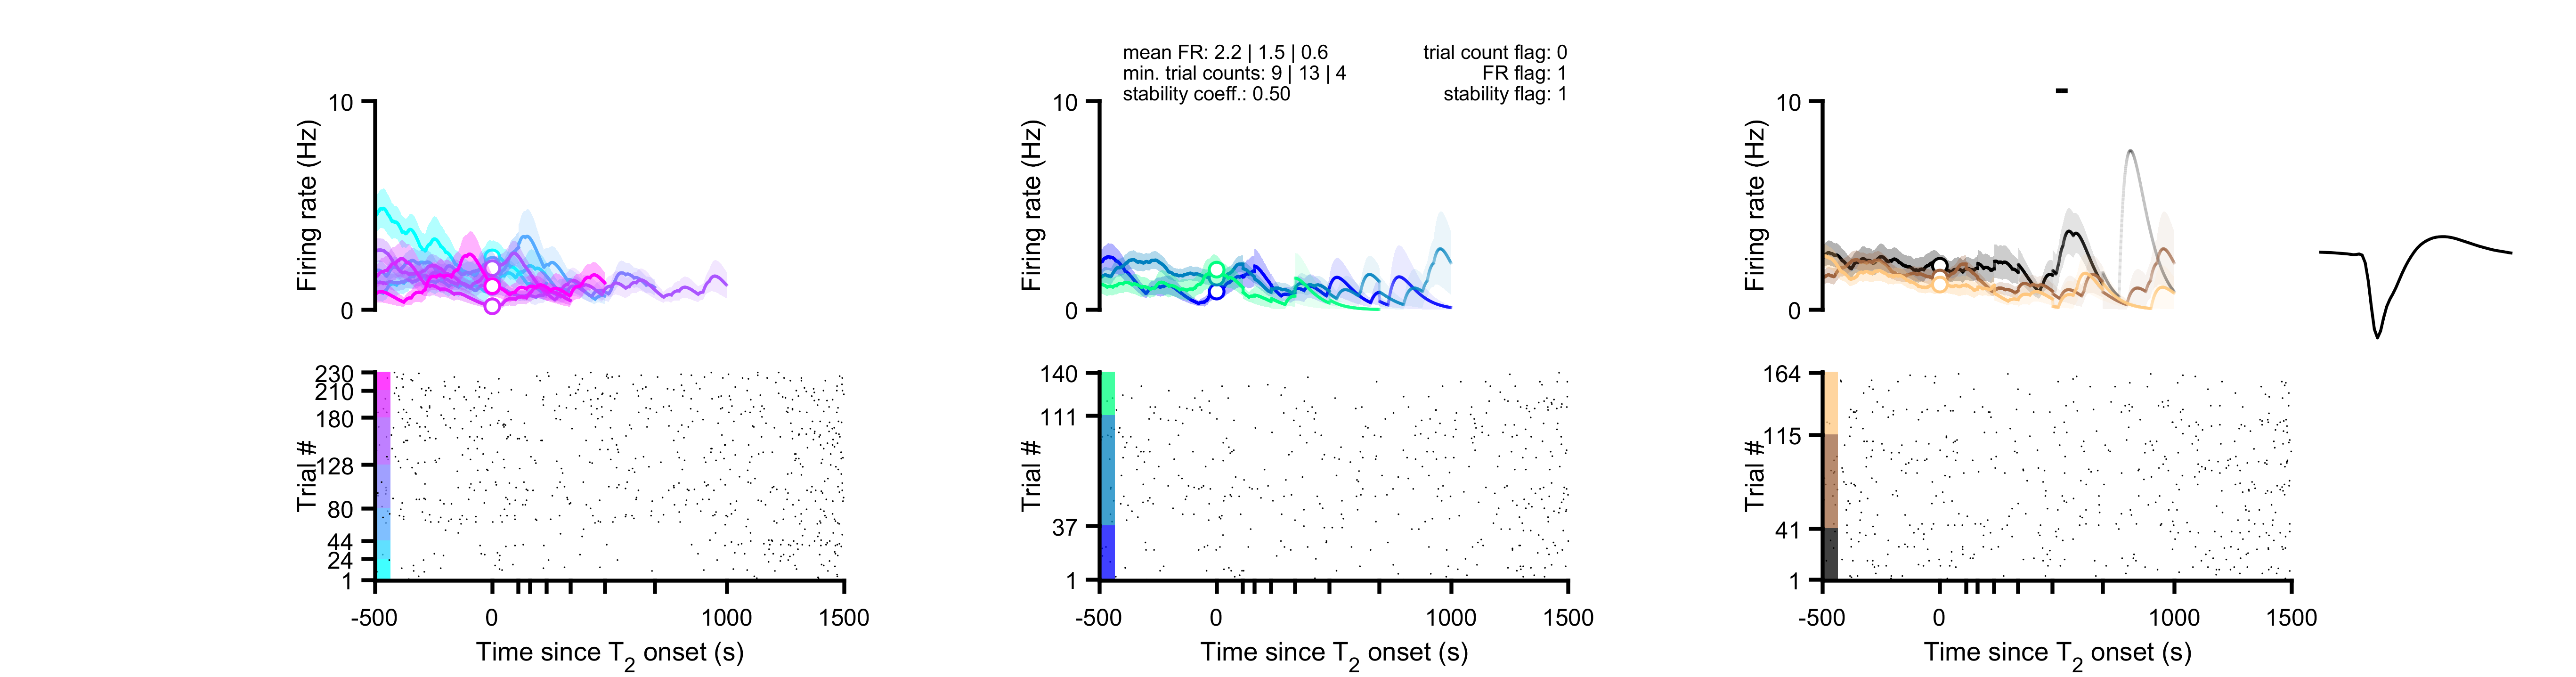 mean FR: 2.2 | 1.5 | 0.6
min. trial counts: 9 | 13 | 4
stability coeff.: 0.50
trial count flag: 0
FR flag: 1
stability flag: 1
10
Firing rate (Hz)
0
10
Firing rate (Hz)
0
10
Firing rate (Hz)
0
230
210
180
128
80
44
24
1
Trial #
-500 0 1000 1500
Time since T2 onset (s)
140
111
37
1
Trial #
-500 0 1000 1500
Time since T2 onset (s)
164
115
41
1
Trial #
-500 0 1000 1500
Time since T2 onset (s)